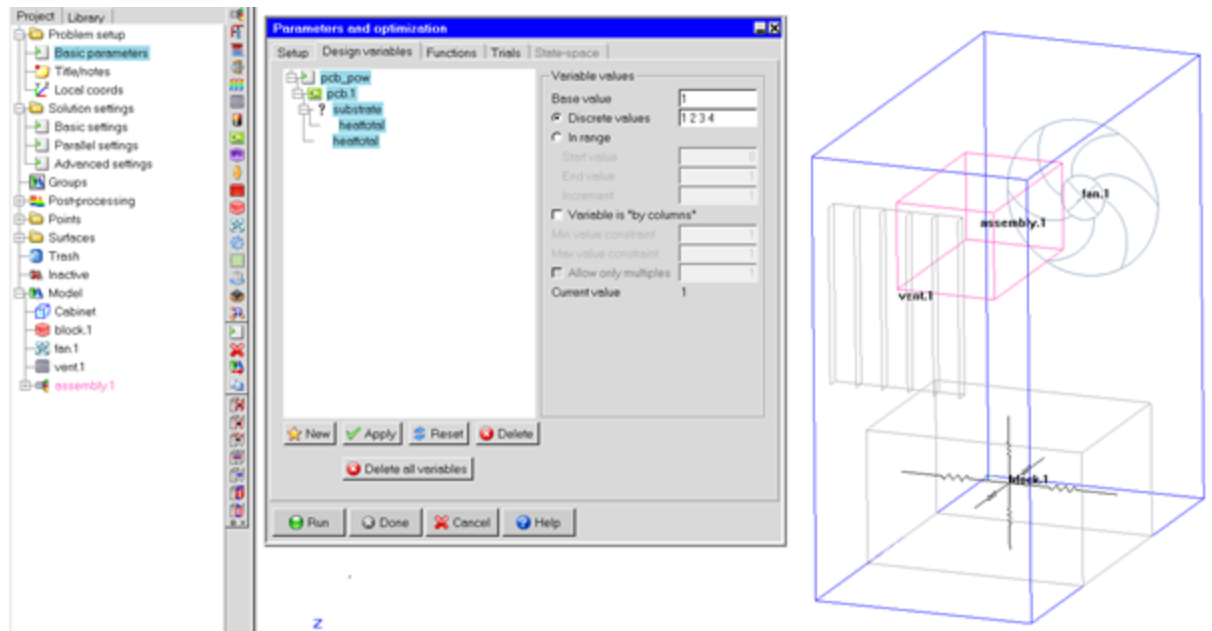 Project Library
Problem setup
Basic parameters
Title/notes
Local coords
Solution settings
Basic settings
Parallel settings
Advanced settings
Groups
Post-processing
Points
Surfaces
Trash
Inactive
Model
Cabinet
block.1
fan.1
vent.1
assembly.1
Parameters and optimization
Setup Design variables Functions Trials State-space
pcb_pow
pcb.1
? substrate
heattotal
heattotal
Variable values
Base value 1
Discrete values 1 2 3 4
In range
Start value 0
End value 1
Increment 1
Variable is "by columns"
Min value constraint 1
Max value constraint 1
Allow only multiples 1
Current value 1
New Apply Reset Delete
Delete all variables
Run Done Cancel Help
Z
fan.1
assembly.1
vent.1
block.1